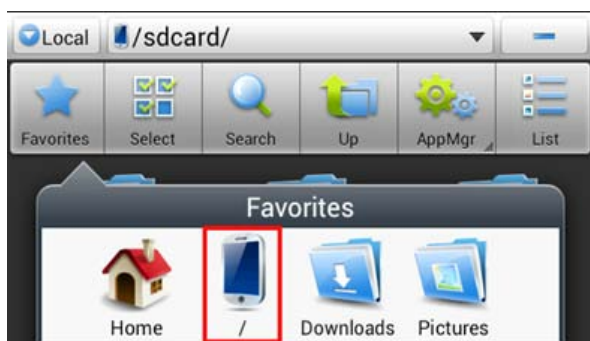 Local /sdcard/
Favorites Select Search Up AppMgr List
Favorites
Home / Downloads Pictures